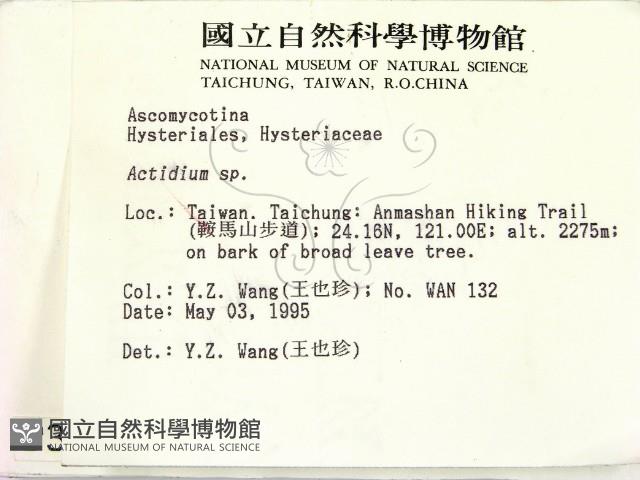 國立自然科學博物館
NATIONAL MUSEUM OF NATURAL SCIENCE
TAICHUNG, TAIWAN, R.O.CHINA
Ascomycotina
Hysteriales, Hysteriaceae
Actidium sp.
Loc.: Taiwan. Taichung: Anmashan Hiking Trail
(鞍馬山步道); 24.16N, 121.00E; alt. 2275m;
on bark of broad leave tree.
Col.: Y.Z. Wang(王也珍); No. WAN 132
Date: May 03, 1995
Det.: Y.Z. Wang(王也珍)
國立自然科學博物館
NATIONAL MUSEUM OF NATURAL SCIENCE